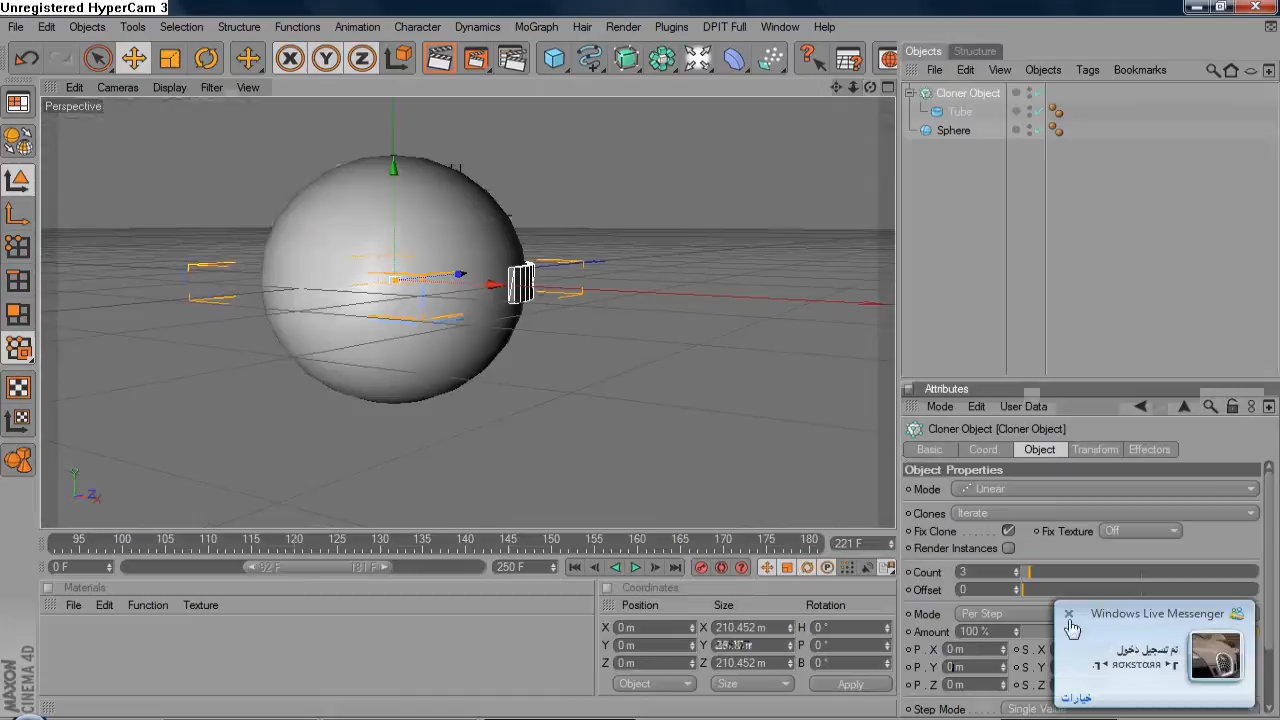 Unregistered HyperCam 3
File Edit Objects Tools Selection Structure Functions Animation Character Dynamics MoGraph Hair Render Plugins DPIT Full Window Help
Objects Structure
File Edit View Objects Tags Bookmarks
Edit Cameras Display Filter View
Perspective
Cloner Object
Tube
Sphere
Y
Z
X
Attributes
Mode Edit User Data
Cloner Object [Cloner Object]
Basic Coord. Object Transform Effectors
Object Properties
Mode Linear
Clones Iterate
Fix Clone Fix Texture Off
Render Instances
Count 3
Offset 0
Mode Per Step
Amount 100 %
P . X 0 m S . X
P . Y 0 m S . Y
P . Z 0 m S . Z
Step Mode Single Val
95 100 105 110 115 120 125 130 135 140 145 150 155 160 165 170 175 180
221 F
0 F 92 F 181 F 250 F
Materials
File Edit Function Texture
Coordinates
Position Size Rotation
X 0 m X 210.452 m H 0 °
Y 0 m Y P 0 °
Z 0 m Z 210.452 m B 0 °
Object Size Apply
MAXON
CINEMA 4D
Windows Live Messenger
تم تسجيل دخول
خيارات